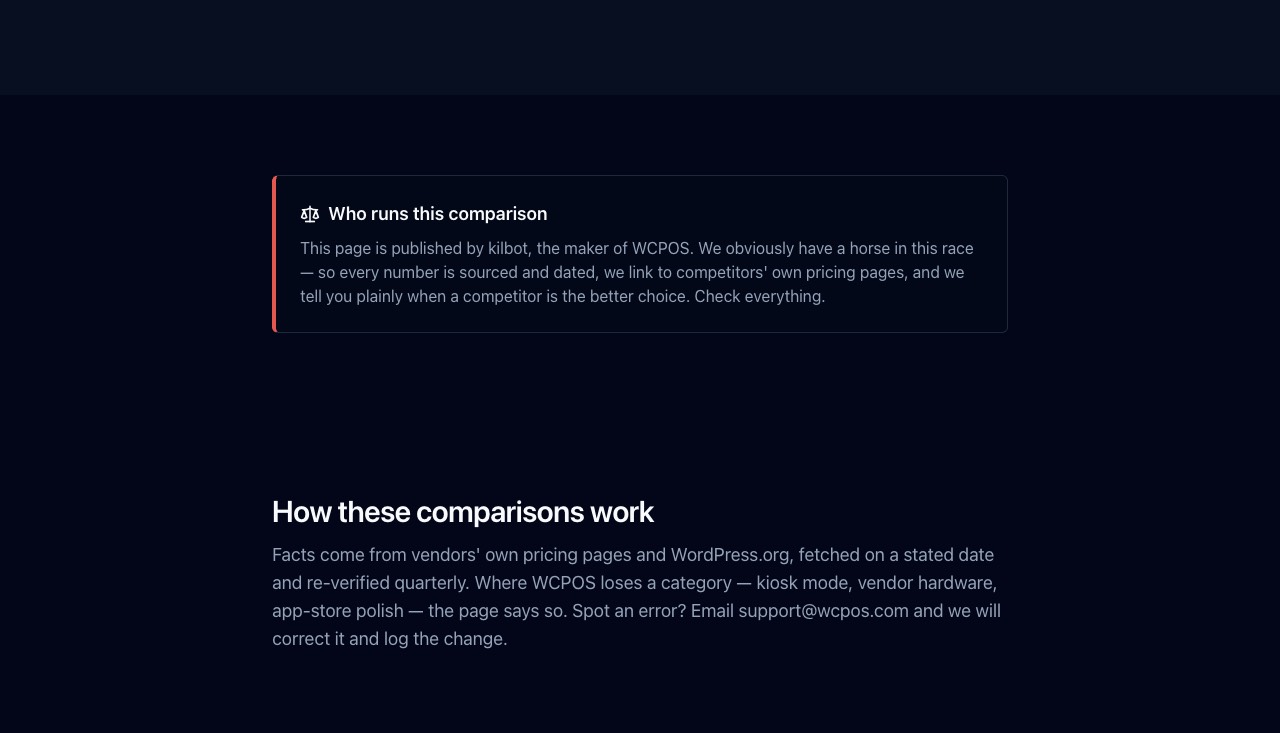 Who runs this comparison
This page is published by kilbot, the maker of WCPOS. We obviously have a horse in this race
— so every number is sourced and dated, we link to competitors' own pricing pages, and we
tell you plainly when a competitor is the better choice. Check everything.
How these comparisons work
Facts come from vendors' own pricing pages and WordPress.org, fetched on a stated date
and re-verified quarterly. Where WCPOS loses a category — kiosk mode, vendor hardware,
app-store polish — the page says so. Spot an error? Email support@wcpos.com and we will
correct it and log the change.